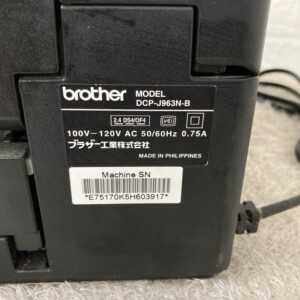 brother
MODEL
DCP-J963N-B
2.4 DS4/OF4
VCI
100V－120V AC 50/60Hz 0.75A
ブラザー工業株式会社
MADE IN PHILIPPINES
Machine SN
*E75170K5H603917*